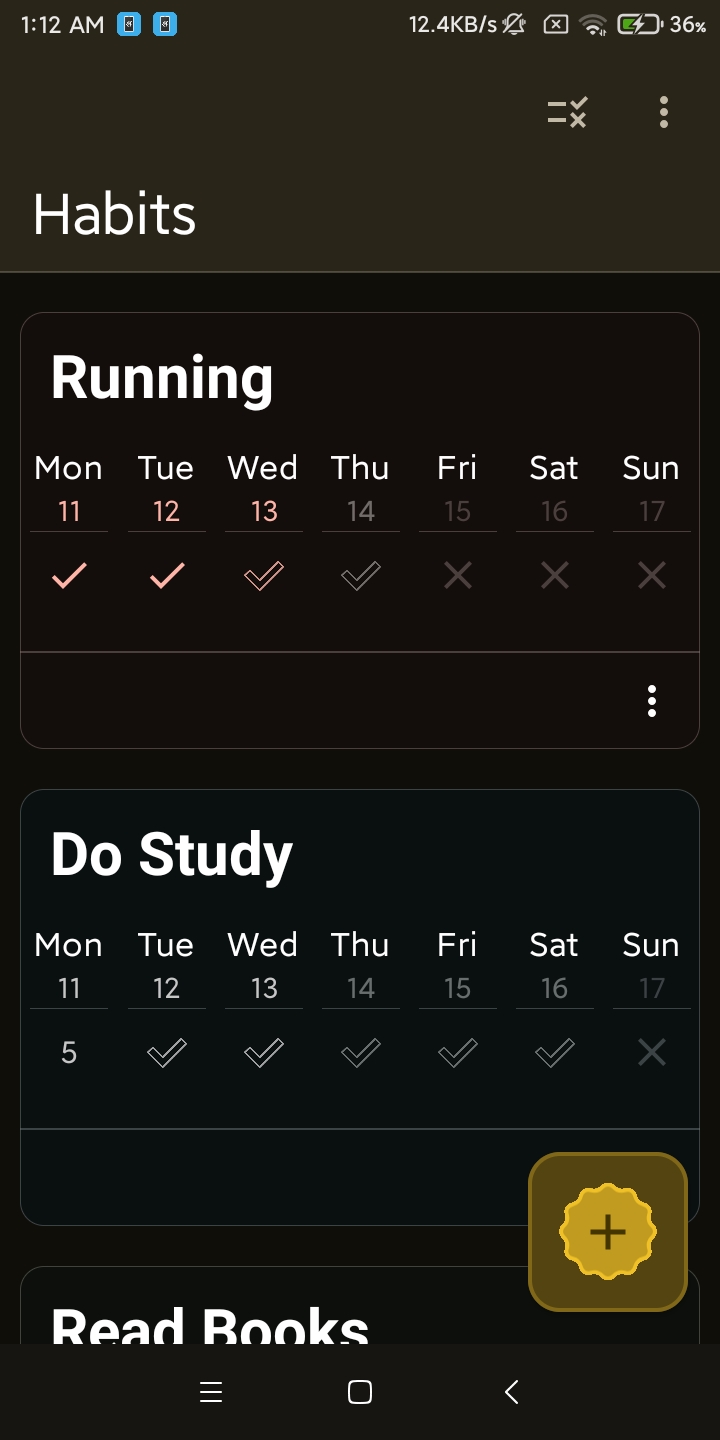 1:12 AM 12.4KB/s 36%
Habits
Running
Mon Tue Wed Thu Fri Sat Sun
11 12 13 14 15 16 17
Do Study
Mon Tue Wed Thu Fri Sat Sun
11 12 13 14 15 16 17
5
Read Books